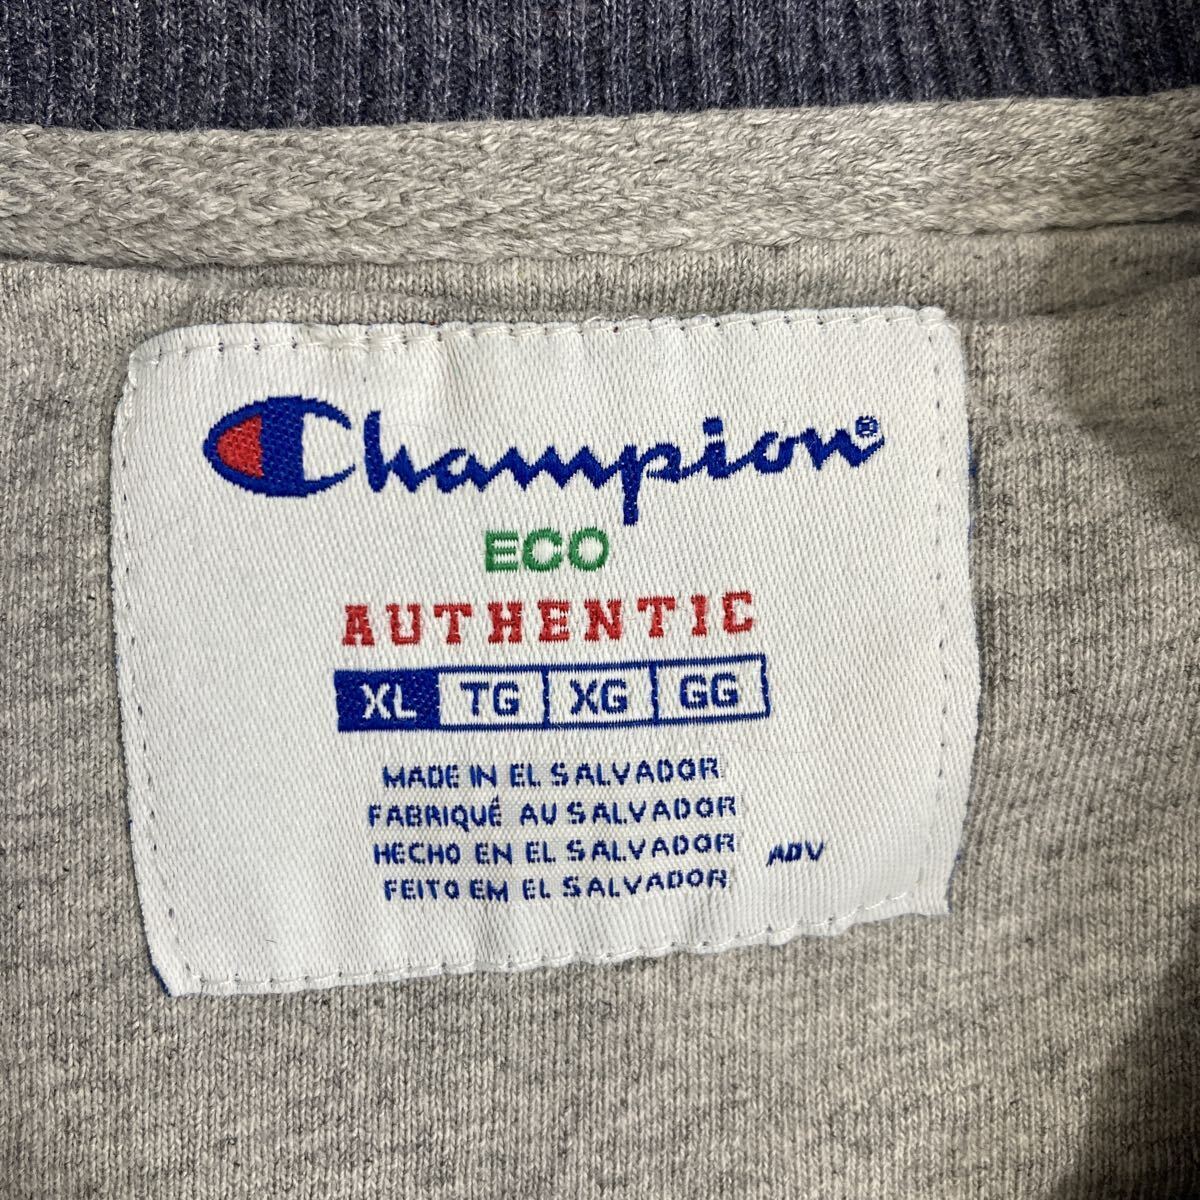 Champion®
ECO
AUTHENTIC
XL TG XG GG
MADE IN EL SALVADOR
FABRIQUÉ AU SALVADOR
HECHO EN EL SALVADOR
FEITO EM EL SALVADOR
ADV